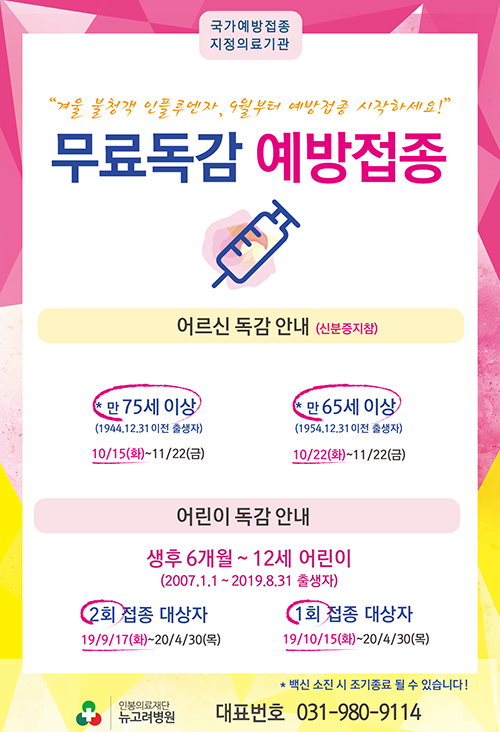 국가예방접종
지정의료기관
“겨울 불청객 인플루엔자, 9월부터 예방접종 시작하세요!”
무료독감 예방접종
어르신 독감 안내 (신분증지참)
* 만 75세 이상
(1944.12.31 이전 출생자)
10/15(화)~11/22(금)
* 만 65세 이상
(1954.12.31 이전 출생자)
10/22(화)~11/22(금)
어린이 독감 안내
생후 6개월 ~ 12세 어린이
(2007.1.1 ~ 2019.8.31 출생자)
2회 접종 대상자
19/9/17(화)~20/4/30(목)
1회 접종 대상자
19/10/15(화)~20/4/30(목)
* 백신 소진 시 조기종료 될 수 있습니다!
인봉의료재단
뉴고려병원
대표번호 031-980-9114